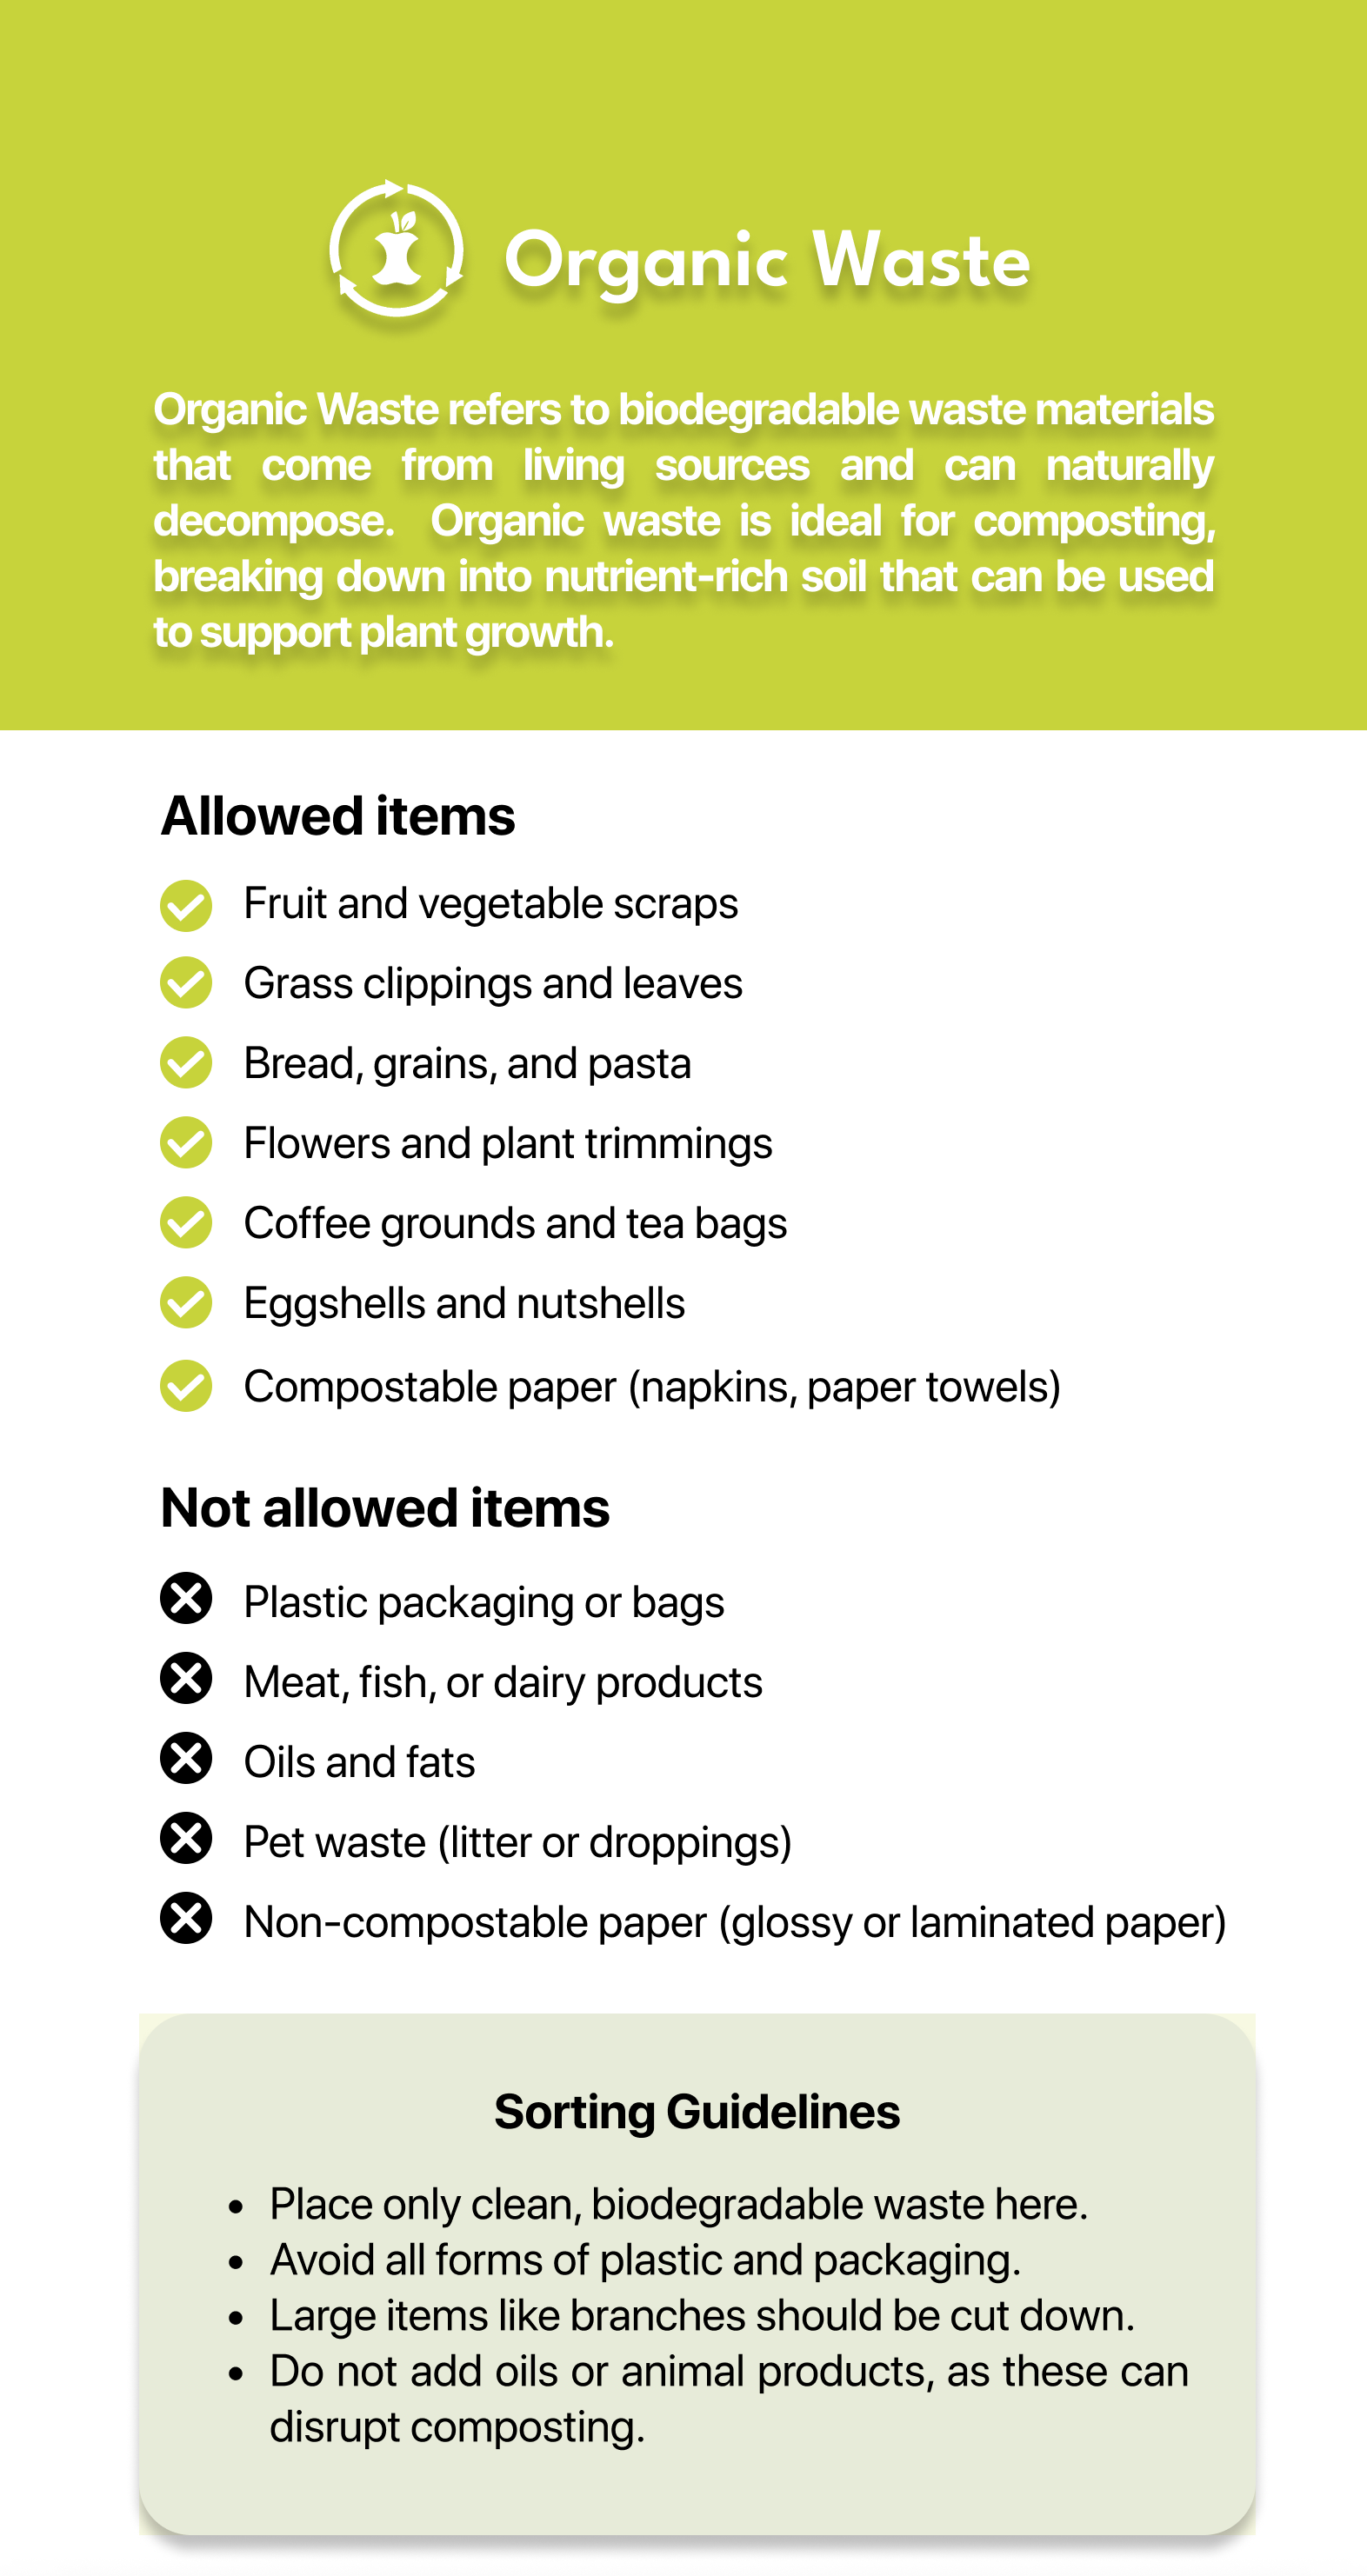 Organic Waste
Organic Waste refers to biodegradable waste materials
that come from living sources and can naturally
decompose. Organic waste is ideal for composting,
breaking down into nutrient-rich soil that can be used
to support plant growth.
Allowed items
Fruit and vegetable scraps
Grass clippings and leaves
Bread, grains, and pasta
Flowers and plant trimmings
Coffee grounds and tea bags
Eggshells and nutshells
Compostable paper (napkins, paper towels)
Not allowed items
Plastic packaging or bags
Meat, fish, or dairy products
Oils and fats
Pet waste (litter or droppings)
Non-compostable paper (glossy or laminated paper)
Sorting Guidelines
• Place only clean, biodegradable waste here.
• Avoid all forms of plastic and packaging.
• Large items like branches should be cut down.
• Do not add oils or animal products, as these can
disrupt composting.